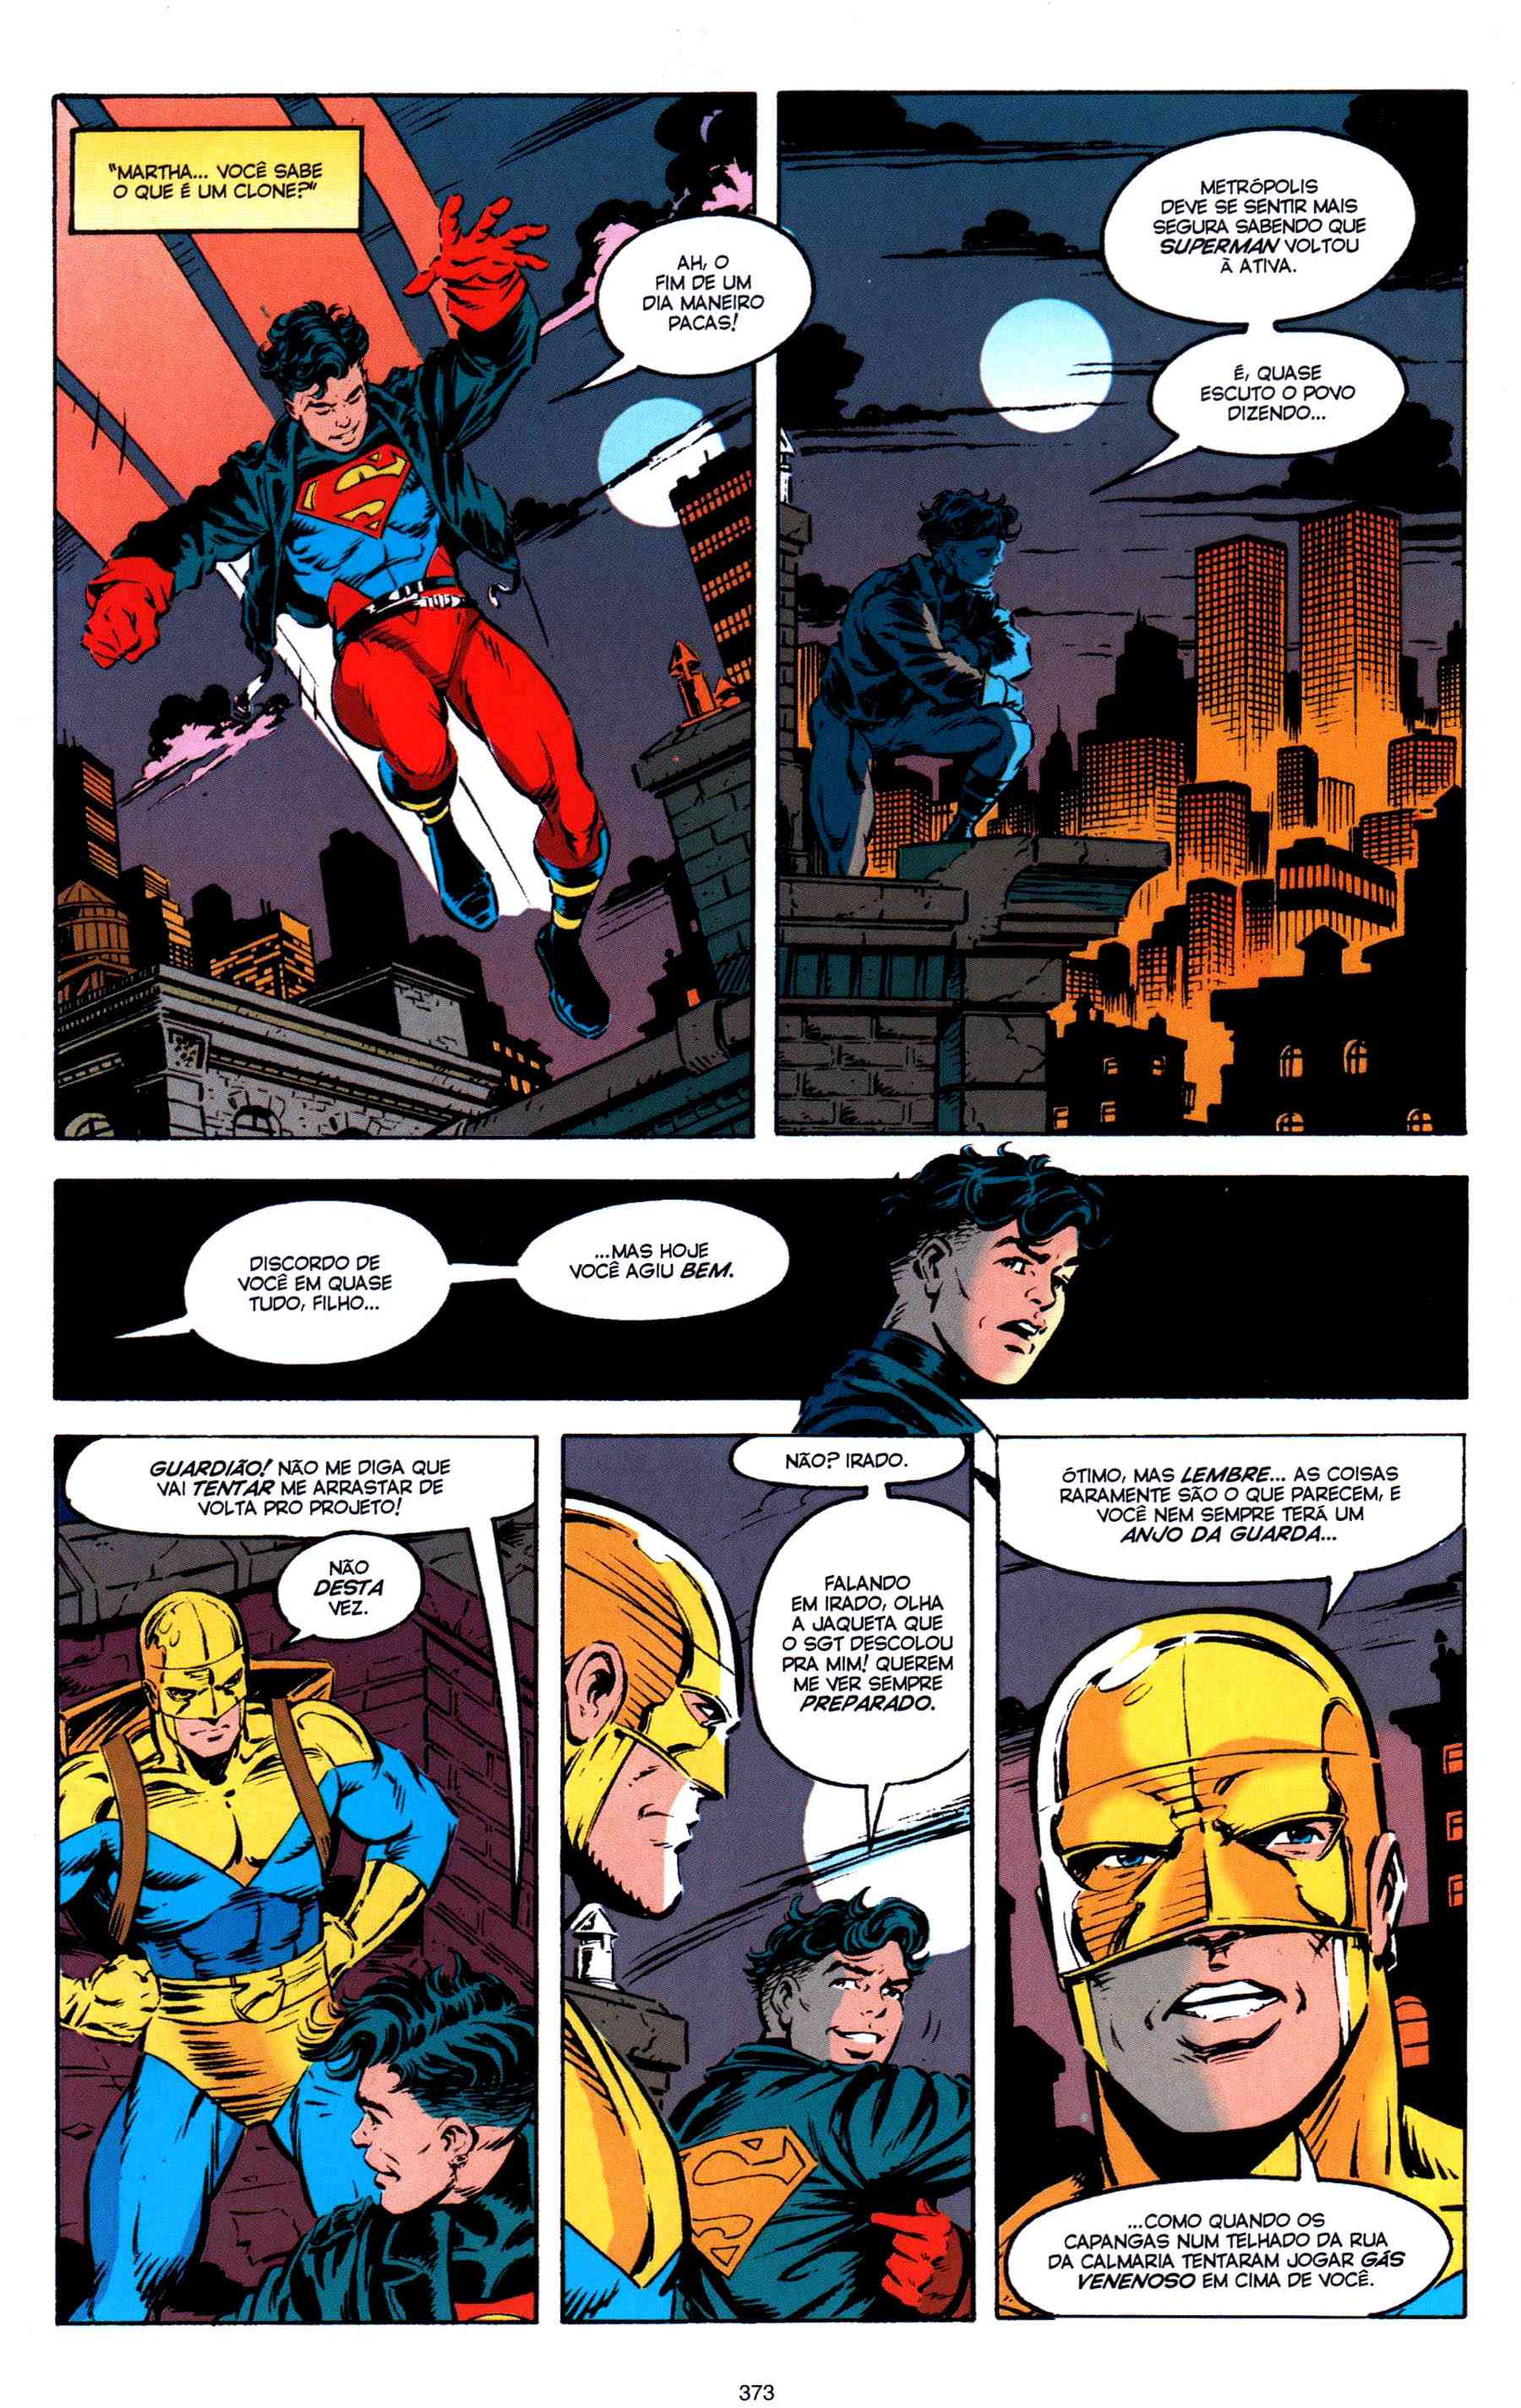 "MARTHA... VOCÊ SABE
O QUE É UM CLONE?"
AH, O
FIM DE UM
DIA MANEIRO
PACAS!
METRÓPOLIS
DEVE SE SENTIR MAIS
SEGURA SABENDO QUE
SUPERMAN VOLTOU
À ATIVA.
É, QUASE
ESCUTO O POVO
DIZENDO...
DISCORDO DE
VOCÊ EM QUASE
TUDO, FILHO...
...MAS HOJE
VOCÊ AGIU BEM.
GUARDIÃO! NÃO ME DIGA QUE
VAI TENTAR ME ARRASTAR DE
VOLTA PRO PROJETO!
NÃO
DESTA
VEZ.
NÃO? IRADO.
FALANDO
EM IRADO, OLHA
A JAQUETA QUE
O SGT DESCOLOU
PRA MIM! QUEREM
ME VER SEMPRE
PREPARADO.
ÓTIMO, MAS LEMBRE... AS COISAS
RARAMENTE SÃO O QUE PARECEM, E
VOCÊ NEM SEMPRE TERÁ UM
ANJO DA GUARDA...
...COMO QUANDO OS
CAPANGAS NUM TELHADO DA RUA
DA CALMARIA TENTARAM JOGAR GÁS
VENENOSO EM CIMA DE VOCÊ.
373